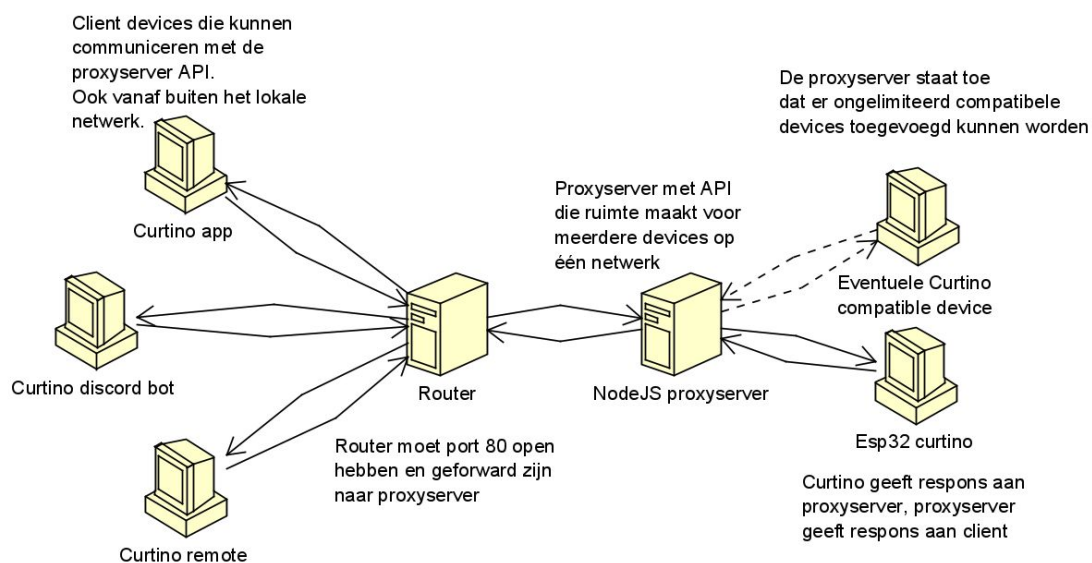 Client devices die kunnen
communiceren met de
proxyserver API.
Ook vanaf buiten het lokale
netwerk.
Curtino app
Curtino discord bot
Curtino remote
Router
Router moet port 80 open
hebben en geforward zijn
naar proxyserver
Proxyserver met API
die ruimte maakt voor
meerdere devices op
één netwerk
NodeJS proxyserver
De proxyserver staat toe
dat er ongelimiteerd compatibele
devices toegevoegd kunnen worden
Eventuele Curtino
compatible device
Esp32 curtino
Curtino geeft respons aan
proxyserver, proxyserver
geeft respons aan client